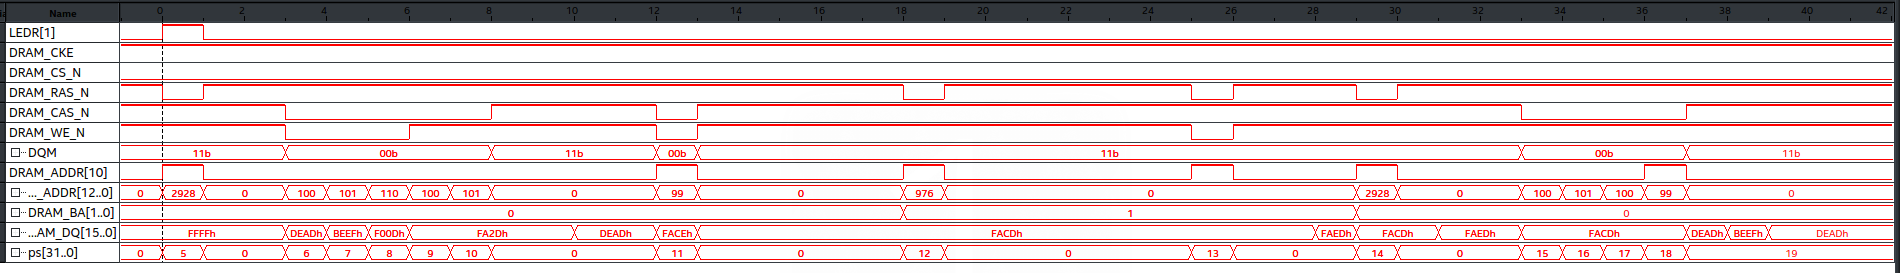 Name 0 2 4 6 8 10 12 14 16 18 20 22 24 26 28 30 32 34 36 38 40 42
LEDR[1]
DRAM_CKE
DRAM_CS_N
DRAM_RAS_N
DRAM_CAS_N
DRAM_WE_N
DQM 11b 00b 11b 00b 11b 00b 11b
DRAM_ADDR[10]
..._ADDR[12..0] 0 2928 0 100 101 110 100 101 0 99 0 976 0 2928 0 100 101 100 99 0
DRAM_BA[1..0] 0 1 0
...AM_DQ[15..0] FFFFh DEADh BEEFh F00Dh FA2Dh DEADh FACEh FACDh FAEDh FACDh FAEDh FACDh DEADh BEEFh DEADh
ps[31..0] 0 5 0 6 7 8 9 10 0 11 0 12 0 13 0 14 0 15 16 17 18 19